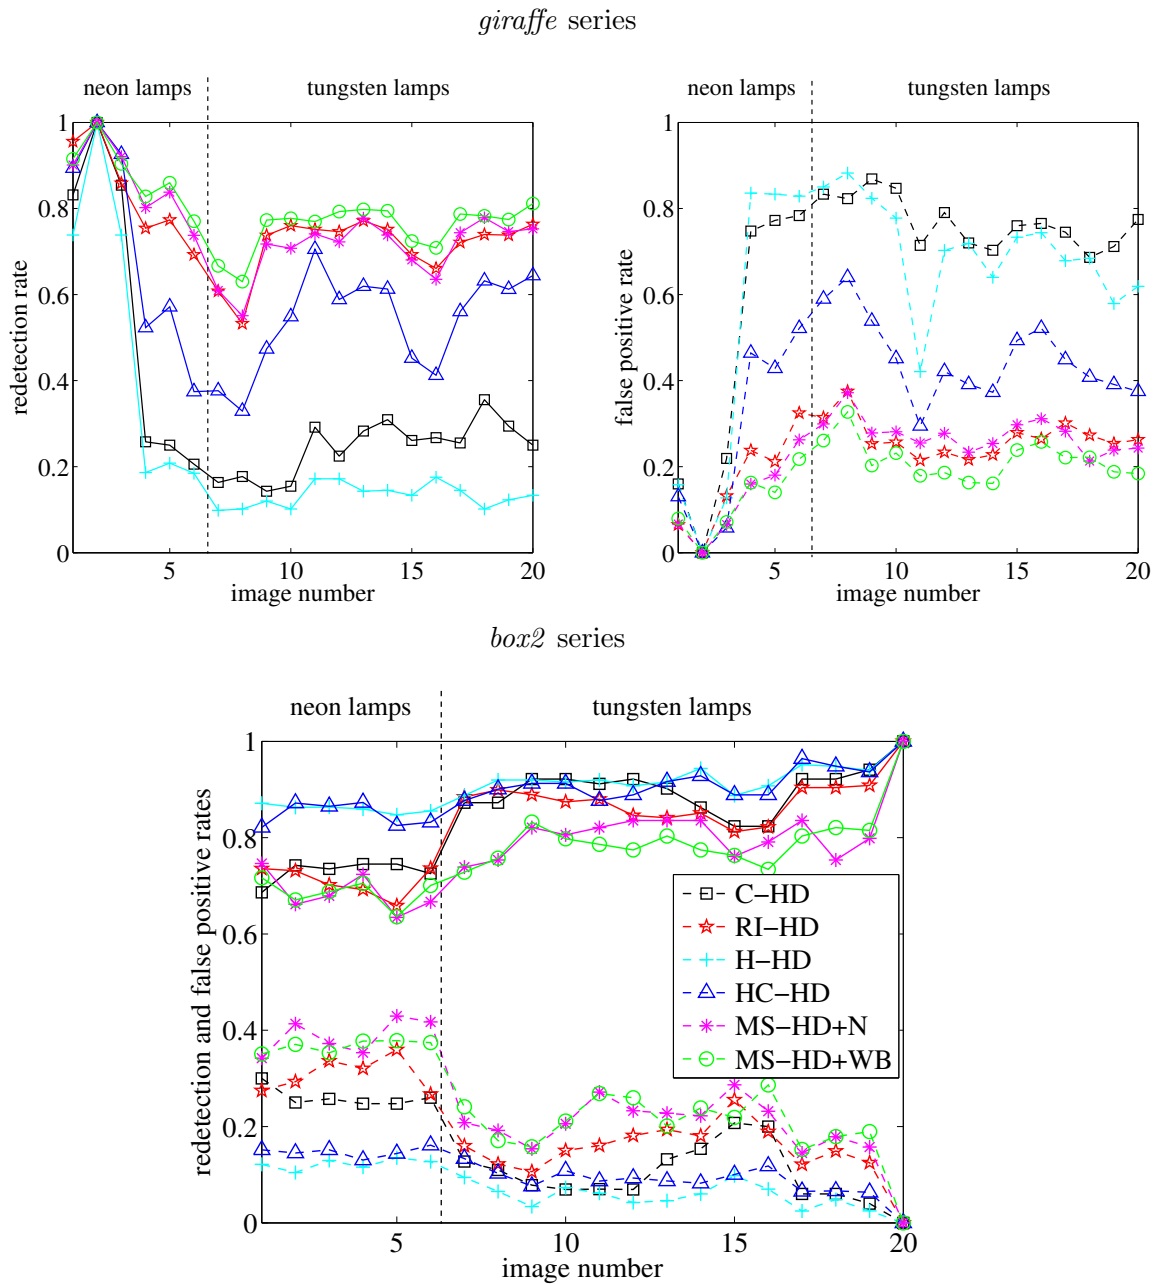 giraffe series
neon lamps
tungsten lamps
1
0.8
0.6
0.4
0.2
0
5
10
15
20
redetection rate
image number
neon lamps
tungsten lamps
1
0.8
0.6
0.4
0.2
0
5
10
15
20
false positive rate
image number
box2 series
neon lamps
tungsten lamps
1
0.8
0.6
0.4
0.2
0
5
10
15
20
redetection and false positive rates
image number
C−HD
RI−HD
H−HD
HC−HD
MS−HD+N
MS−HD+WB